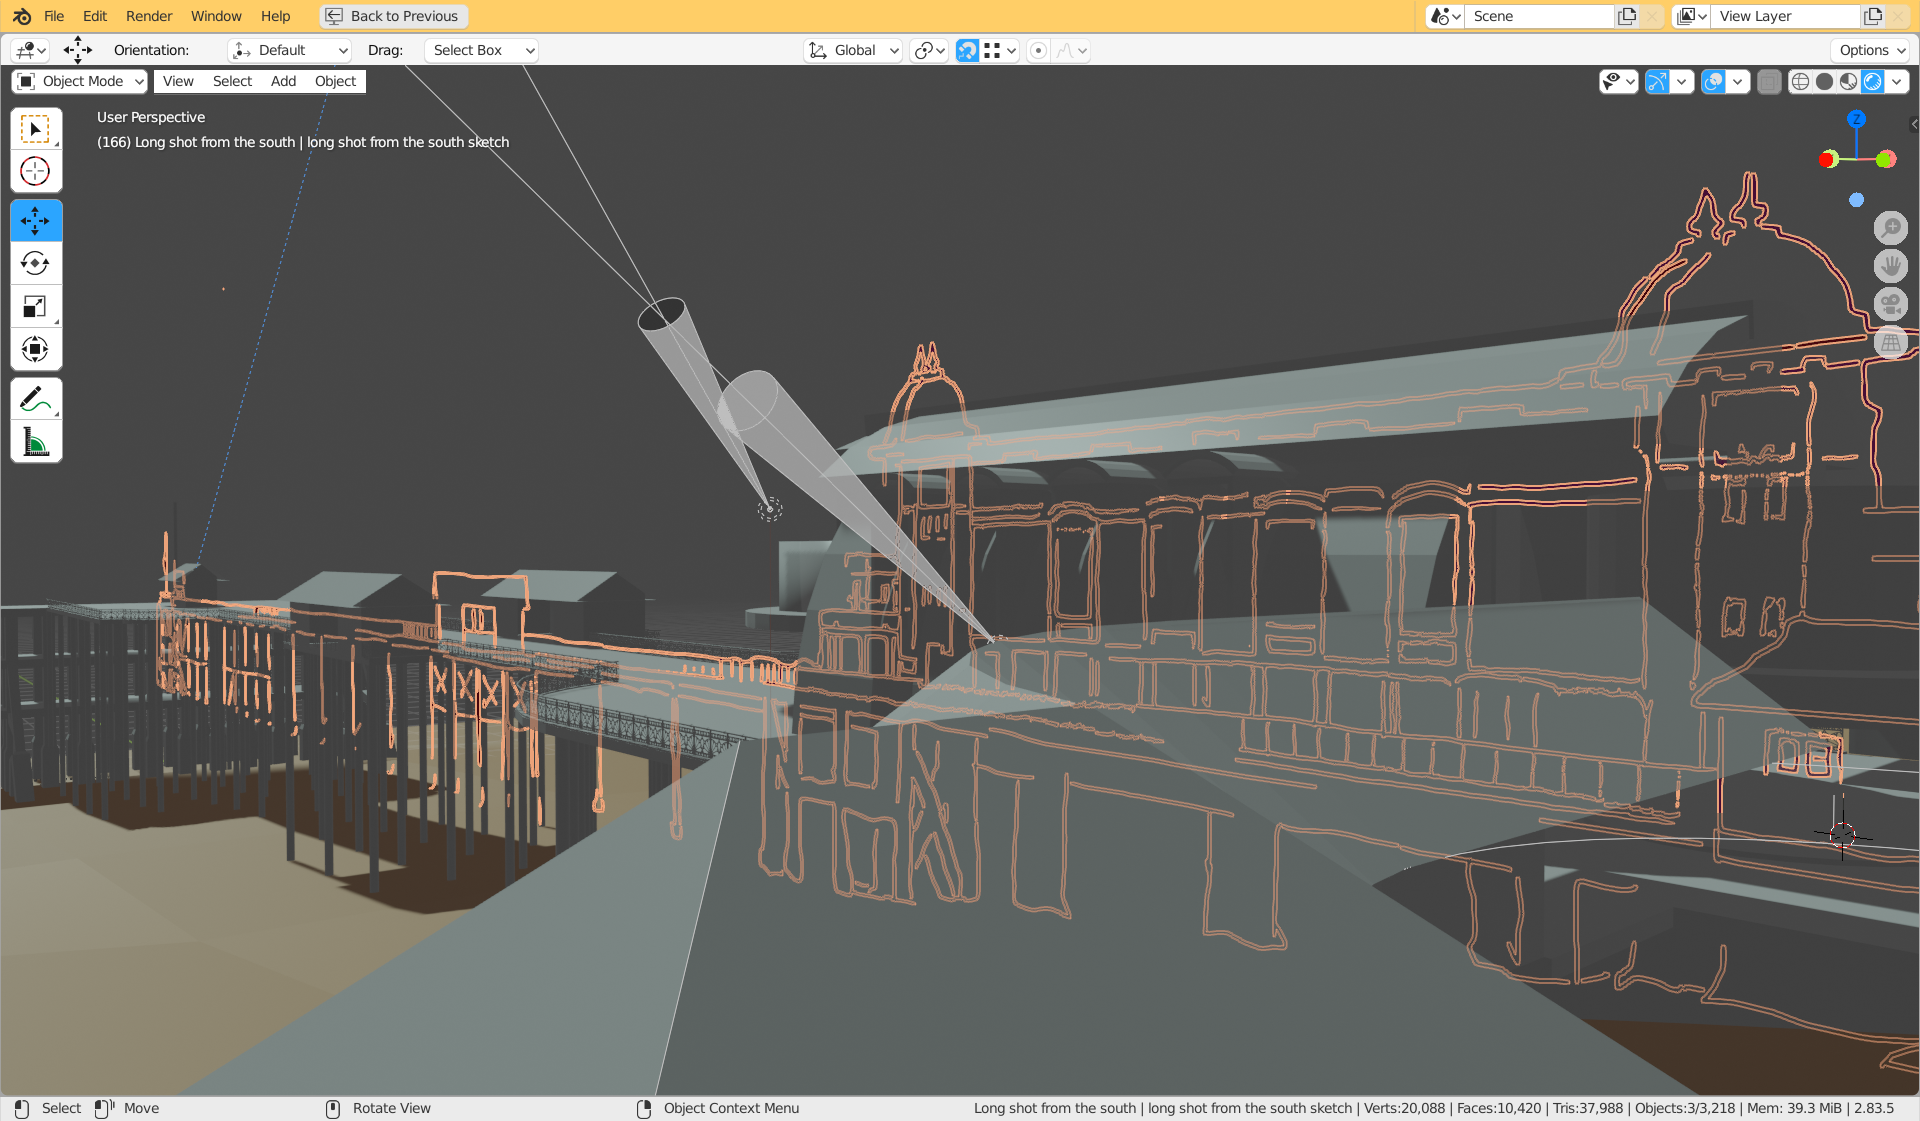 File Edit Render Window Help Back to Previous Scene View Layer
Orientation: Default Drag: Select Box Global Options
Object Mode View Select Add Object
User Perspective
(166) Long shot from the south | long shot from the south sketch
Z
Select Move Rotate View Object Context Menu Long shot from the south | long shot from the south sketch | Verts:20,088 | Faces:10,420 | Tris:37,988 | Objects:3/3,218 | Mem: 39.3 MiB | 2.83.5